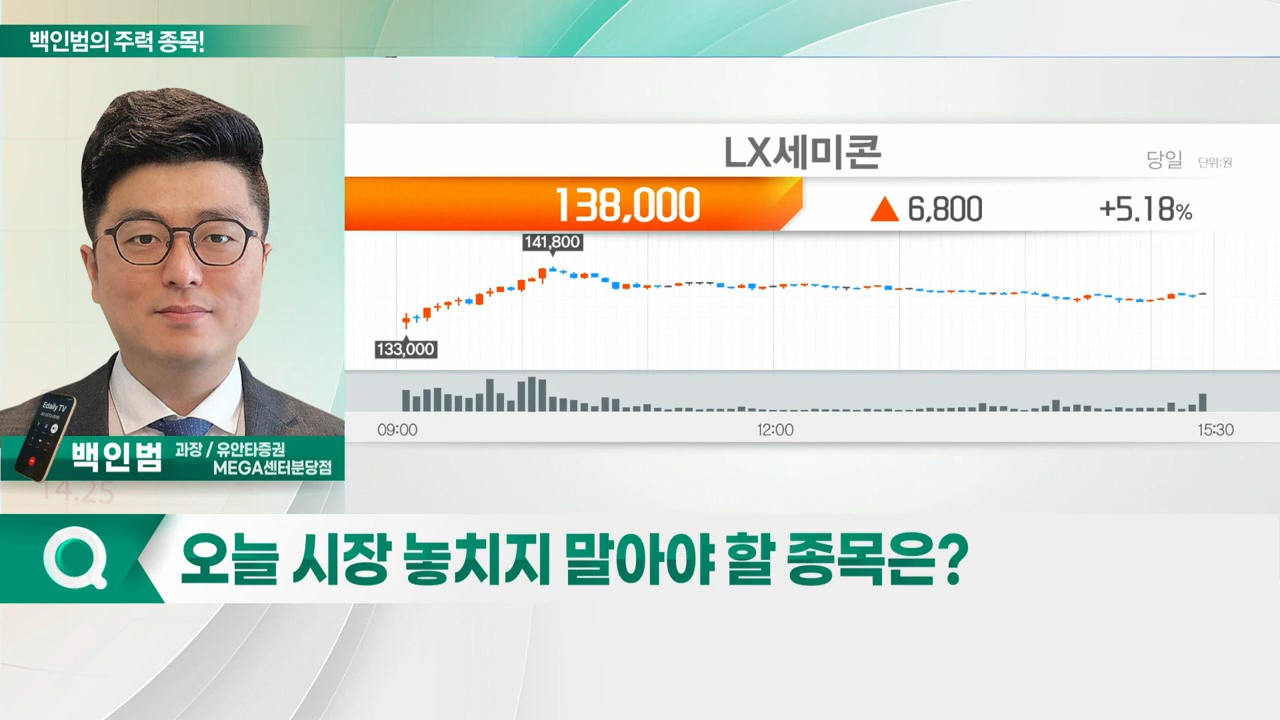 백인범의 주력 종목!
LX세미콘
당일 단위:원
138,000 ▲ 6,800 +5.18%
141,800
133,000
09:00 12:00 15:30
Edaily TV
백인범 과장 / 유안타증권
MEGA센터분당점
14.25
Q 오늘 시장 놓치지 말아야 할 종목은?